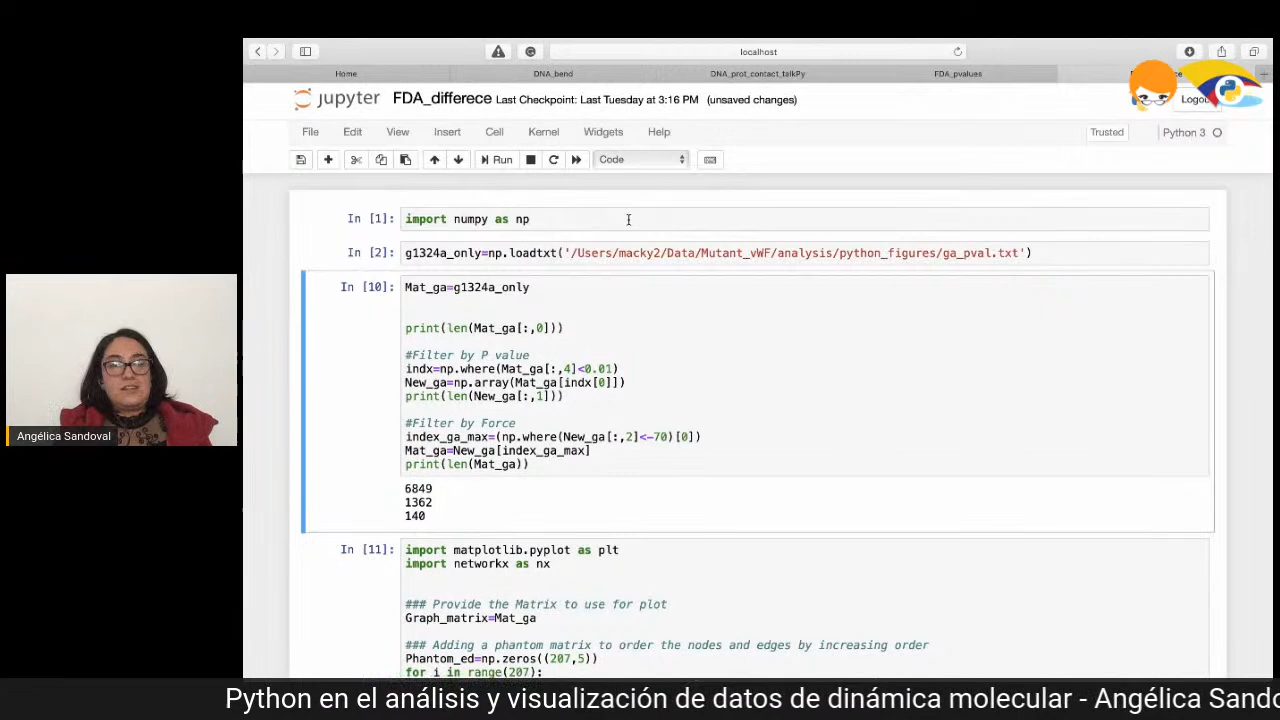 localhost
Home
DNA_bend
DNA_prot_contact_talkPy
FDA_pvalues
jupyter
FDA_differece Last Checkpoint: Last Tuesday at 3:16 PM (unsaved changes)
Logout
File Edit View Insert Cell Kernel Widgets Help
Trusted
Python 3
Run
Code
In [1]: import numpy as np
In [2]: g1324a_only=np.loadtxt('/Users/macky2/Data/Mutant_vWF/analysis/python_figures/ga_pval.txt')
In [10]: Mat_ga=g1324a_only
print(len(Mat_ga[:,0]))
#Filter by P value
indx=np.where(Mat_ga[:,4]<0.01)
New_ga=np.array(Mat_ga[indx[0]])
print(len(New_ga[:,1]))
#Filter by Force
index_ga_max=(np.where(New_ga[:,2]<-70)[0])
Mat_ga=New_ga[index_ga_max]
print(len(Mat_ga))
6849
1362
140
In [11]: import matplotlib.pyplot as plt
import networkx as nx
### Provide the Matrix to use for plot
Graph_matrix=Mat_ga
### Adding a phantom matrix to order the nodes and edges by increasing order
Phantom_ed=np.zeros((207,5))
for i in range(207):
Angélica Sandoval
Python en el análisis y visualización de datos de dinámica molecular - Angélica Sando